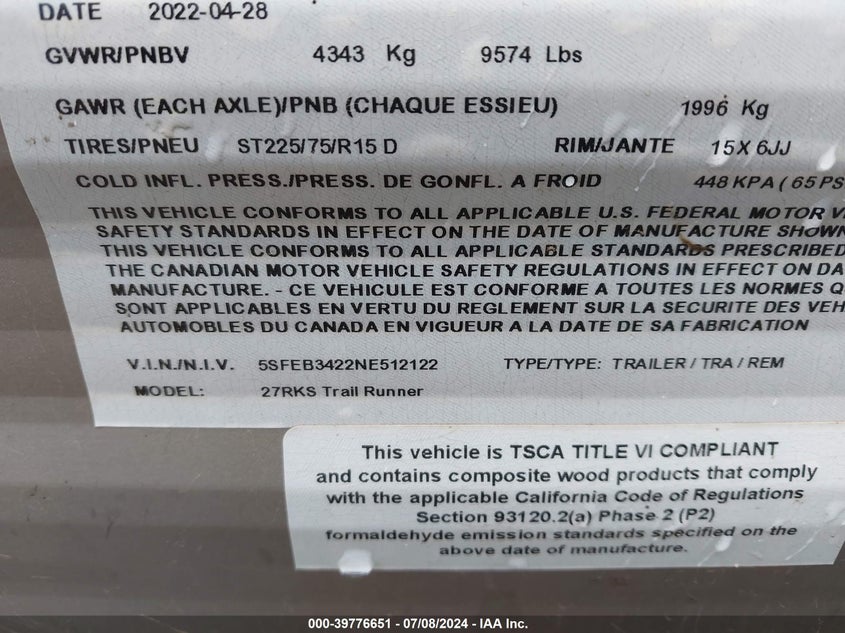 DATE 2022-04-28
GVWR/PNBV 4343 Kg 9574 Lbs
GAWR (EACH AXLE)/PNB (CHAQUE ESSIEU) 1996 Kg
TIRES/PNEU ST225/75/R15 D RIM/JANTE 15X 6JJ
COLD INFL. PRESS./PRESS. DE GONFL. A FROID 448 KPA ( 65 PS
THIS VEHICLE CONFORMS TO ALL APPLICABLE U.S. FEDERAL MOTOR V
SAFETY STANDARDS IN EFFECT ON THE DATE OF MANUFACTURE SHOWN
THIS VEHICLE CONFORMS TO ALL APPLICABLE STANDARDS PRESCRIBED
THE CANADIAN MOTOR VEHICLE SAFETY REGULATIONS IN EFFECT ON DA
MANUFACTURE. - CE VEHICULE EST CONFORME A TOUTES LES NORMES Q
SONT APPLICABLES EN VERTU DU REGLEMENT SUR LA SECURITE DES VEH
AUTOMOBILES DU CANADA EN VIGUEUR A LA DATE DE SA FABRICATION
V.I.N./N.I.V. 5SFEB3422NE512122 TYPE/TYPE: TRAILER / TRA / REM
MODEL: 27RKS Trail Runner
This vehicle is TSCA TITLE VI COMPLIANT
and contains composite wood products that comply
with the applicable California Code of Regulations
Section 93120.2(a) Phase 2 (P2)
formaldehyde emission standards specified on the
above date of manufacture.
000-39776651 / 07/08/2024 - IAA Inc.